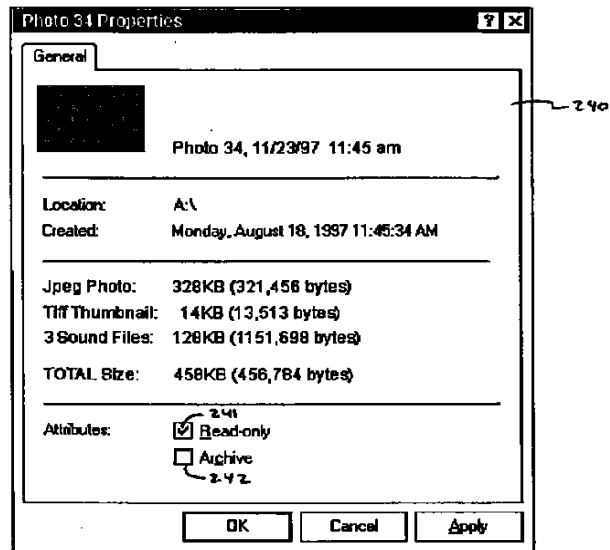 Photo 34 Properties ? X
General
240
Photo 34, 11/23/97 11:45 am
Location: A:\
Created: Monday, August 18, 1997 11:45:34 AM
Jpeg Photo: 328KB (321,456 bytes)
Tiff Thumbnail: 14KB (13,513 bytes)
3 Sound Files: 128KB (1151,698 bytes)
TOTAL Size: 458KB (456,784 bytes)
241
Attributes: Read-only
Archive
242
OK Cancel Apply